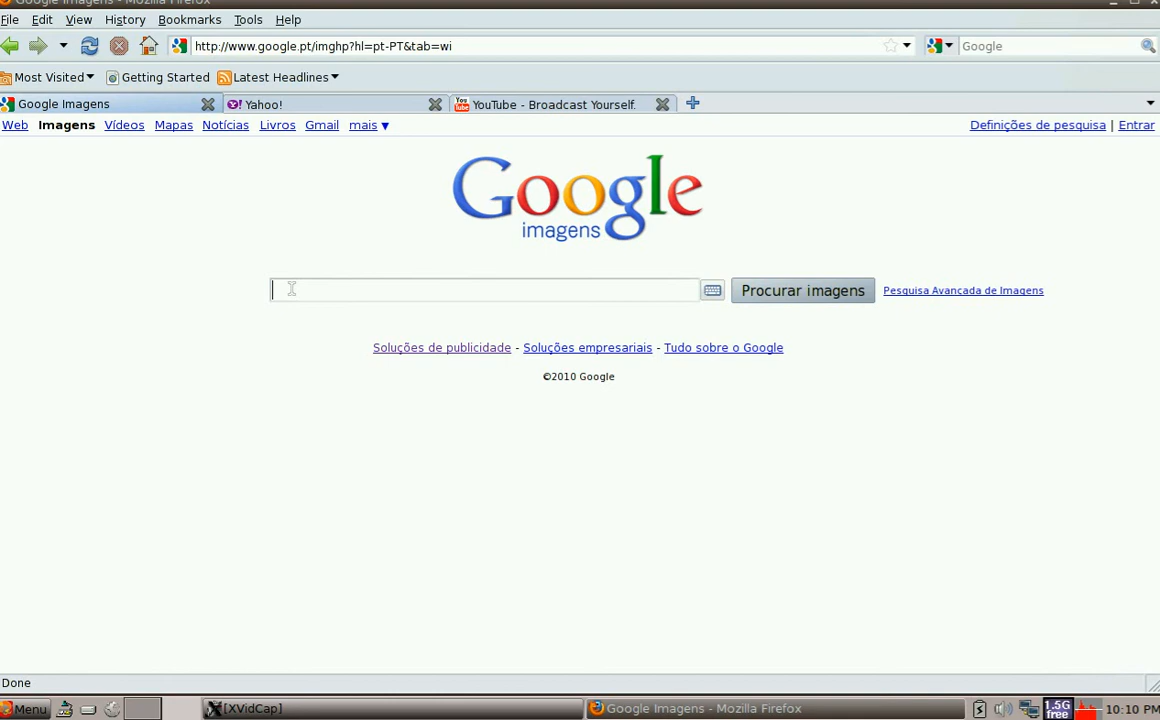 Google Imagens - Mozilla Firefox
File Edit View History Bookmarks Tools Help
http://www.google.pt/imghp?hl=pt-PT&tab=wi Google
Most Visited Getting Started Latest Headlines
Google Imagens Yahoo! YouTube - Broadcast Yourself.
Web Imagens Vídeos Mapas Notícias Livros Gmail mais ▼ Definições de pesquisa | Entrar
Google
imagens
Procurar imagens Pesquisa Avançada de Imagens
Soluções de publicidade - Soluções empresariais - Tudo sobre o Google
©2010 Google
Done
Menu [XVidCap] Google Imagens - Mozilla Firefox 1.5G free 10:10 PM